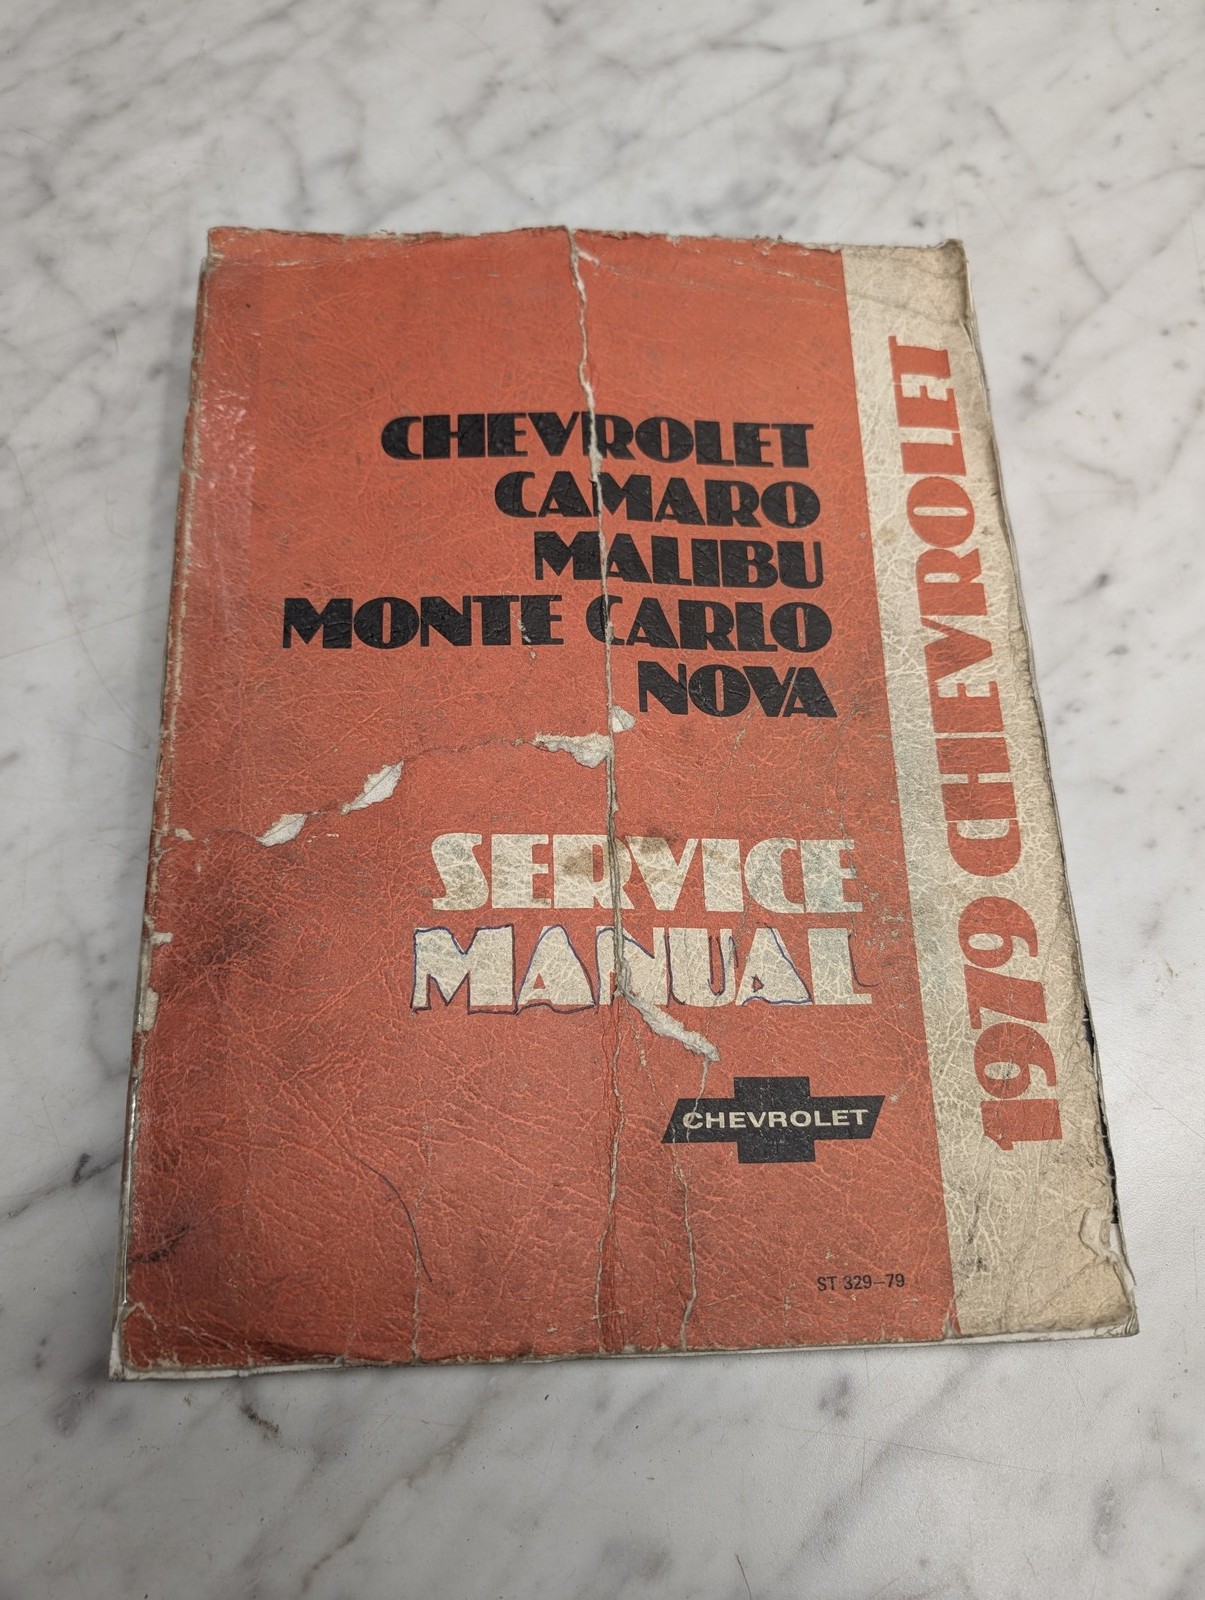 CHEVROLET
CAMARO
MALIBU
MONTE CARLO
NOVA
SERVICE
MANUAL
CHEVROLET
ST 329-79
1979 CHEVROLET